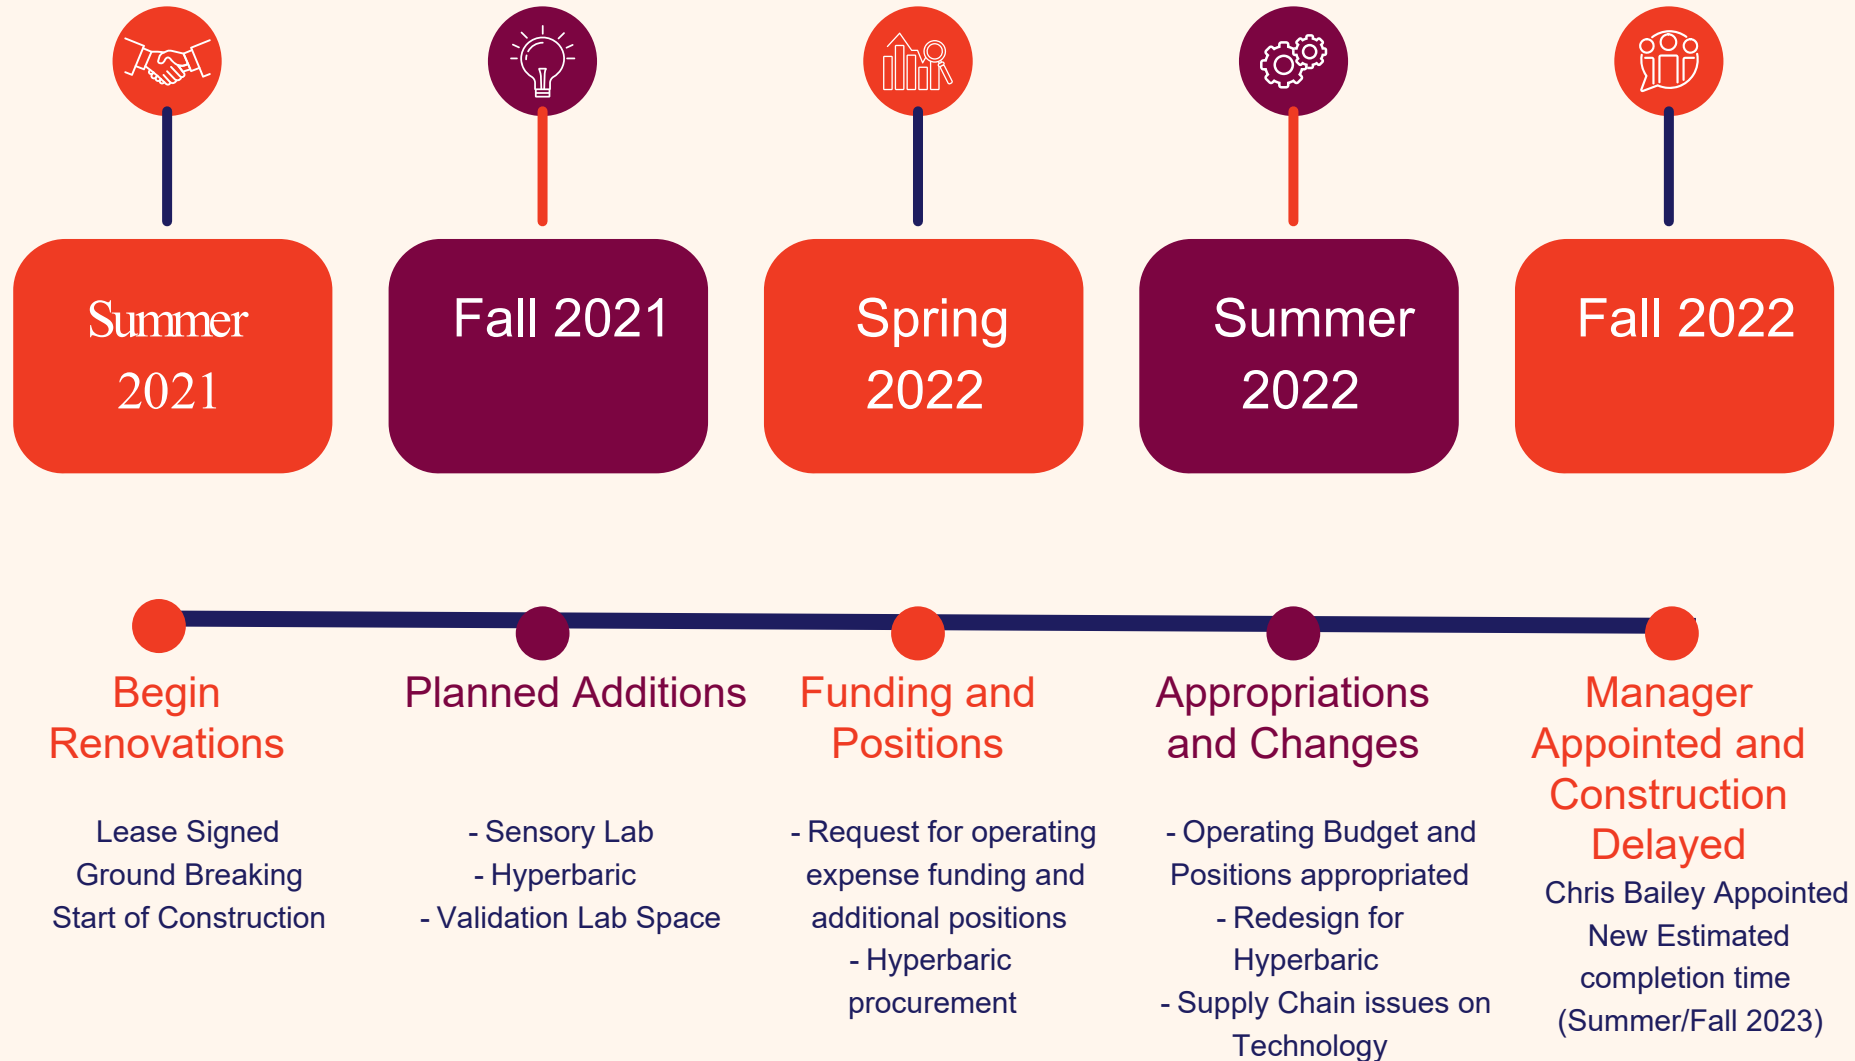 Summer
2021
Fall 2021
Spring
2022
Summer
2022
Fall 2022
Begin
Renovations
Lease Signed
Ground Breaking
Start of Construction
Planned Additions
- Sensory Lab
- Hyperbaric
- Validation Lab Space
Funding and
Positions
- Request for operating
expense funding and
additional positions
- Hyperbaric
procurement
Appropriations
and Changes
- Operating Budget and
Positions appropriated
- Redesign for
Hyperbaric
- Supply Chain issues on
Technology
Manager
Appointed and
Construction
Delayed
Chris Bailey Appointed
New Estimated
completion time
(Summer/Fall 2023)